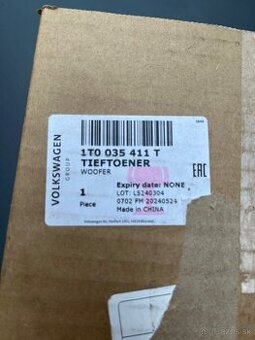 VOLKSWAGEN
GROUP
1T0 035 411 T
TIEFTOENER
WOOFER
EAC
1
Piece
Expiry date: NONE
LOT: LS240304
0702 PM 20240524
Made in CHINA